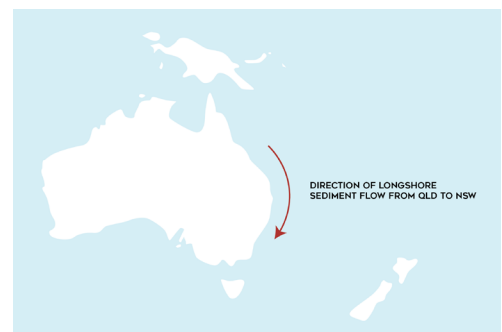 DIRECTION OF LONGSHORE
SEDIMENT FLOW FROM QLD TO NSW